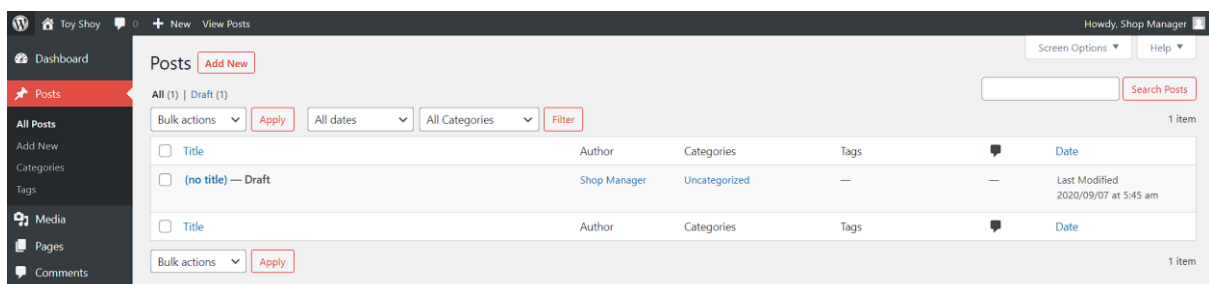 Toy Shoy 0 + New View Posts Howdy, Shop Manager
Screen Options ▼ Help ▼
Dashboard
Posts Add New
Posts
All (1) | Draft (1)
Search Posts
Bulk actions Apply All dates All Categories Filter 1 item
All Posts
Add New
Categories
Tags
Media
Pages
Comments
Title Author Categories Tags Date
(no title) — Draft Shop Manager Uncategorized — — Last Modified
2020/09/07 at 5:45 am
Title Author Categories Tags Date
Bulk actions Apply 1 item